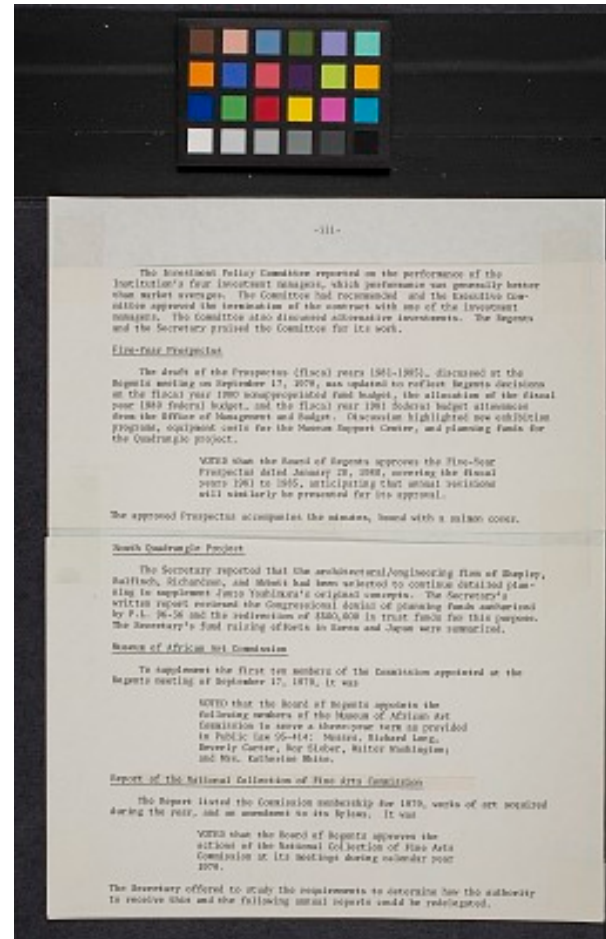 -iii-
The Investment Policy Committee reported on the performance of the
Institution's four investment managers, which performance was generally better
than market averages. The Committee had recommended and the Executive Com-
mittee approved the termination of the contract with one of the investment
managers. The Committee also discussed alternative investments. The Regents
and the Secretary praised the Committee for its work.
Five-Year Prospectus
The draft of the Prospectus (fiscal years 1981-1985), discussed at the
Regents meeting on September 17, 1979, was updated to reflect Regents decisions
on the fiscal year 1980 nonappropriated fund budget, the allocation of the fiscal
year 1980 federal budget, and the fiscal year 1981 federal budget allowances
from the Office of Management and Budget. Discussion highlighted new exhibition
programs, equipment costs for the Museum Support Center, and planning funds for
the Quadrangle project.
VOTED that the Board of Regents approves the Five-Year
Prospectus dated January 28, 1980, covering the fiscal
years 1981 to 1985, anticipating that annual revisions
will similarly be presented for its approval.
The approved Prospectus accompanies the minutes, bound with a salmon cover.
South Quadrangle Project
The Secretary reported that the architectural/engineering firm of Shepley,
Bulfinch, Richardson, and Abbott had been selected to continue detailed plan-
ning to supplement Junzo Yoshimura's original concepts. The Secretary's
written report reviewed the Congressional denial of planning funds authorized
by P.L. 96-36 and the redirection of $500,000 in trust funds for this purpose.
The Secretary's fund raising efforts in Korea and Japan were summarized.
Museum of African Art Commission
To supplement the first ten members of the Commission appointed at the
Regents meeting of September 17, 1979, it was
VOTED that the Board of Regents appoints the
following members of the Museum of African Art
Commission to serve a three-year term as provided
in Public Law 95-414: Messrs. Richard Long,
Beverly Carter, Roy Sieber, Walter Washington;
and Mrs. Katherine White.
Report of the National Collection of Fine Arts Commission
The Report listed the Commission membership for 1979, works of art acquired
during the year, and an amendment to its Bylaws. It was
VOTED that the Board of Regents approves the
actions of the National Collection of Fine Arts
Commission at its meetings during calendar year
1979.
The Secretary offered to study the requirements to determine how the authority
to receive this and the following annual reports could be redelegated.